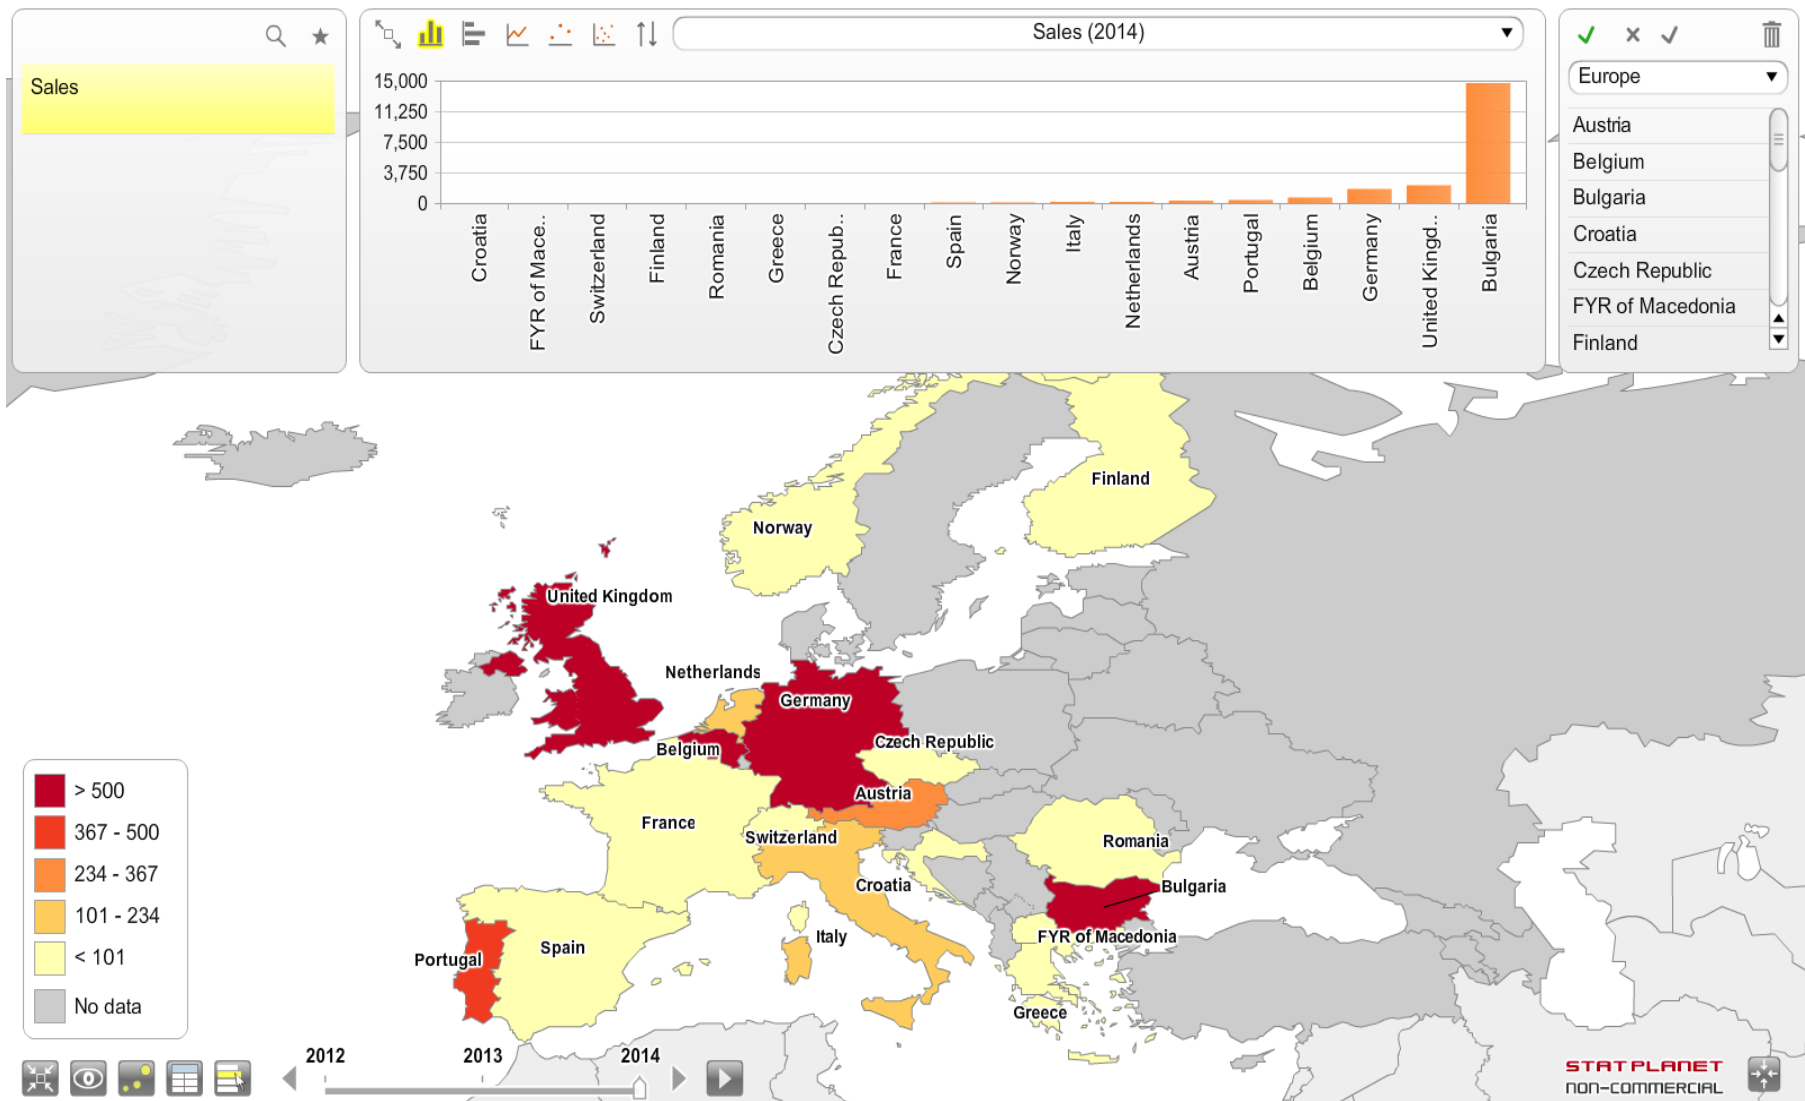 Sales
Sales (2014)
15,000
11,250
7,500
3,750
0
Croatia
FYR of Mace..
Switzerland
Finland
Romania
Greece
Czech Repub..
France
Spain
Norway
Italy
Netherlands
Austria
Portugal
Belgium
Germany
United Kingd..
Bulgaria
Europe
Austria
Belgium
Bulgaria
Croatia
Czech Republic
FYR of Macedonia
Finland
Finland
Norway
United Kingdom
Netherlands
Germany
Belgium
Czech Republic
Austria
France
Switzerland
Romania
Croatia
Bulgaria
Italy
FYR of Macedonia
Spain
Portugal
Greece
> 500
367 - 500
234 - 367
101 - 234
< 101
No data
2012
2013
2014
STATPLANET
NON-COMMERCIAL